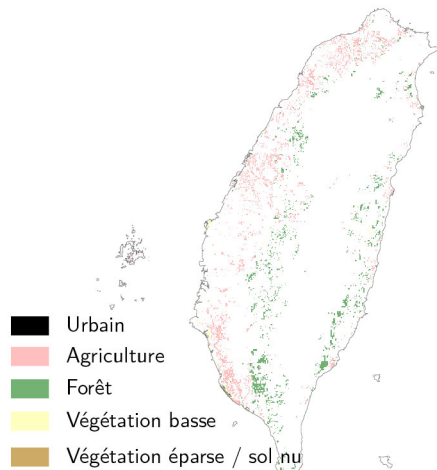 Urbain
Agriculture
Forêt
Végétation basse
Végétation éparse / sol nu